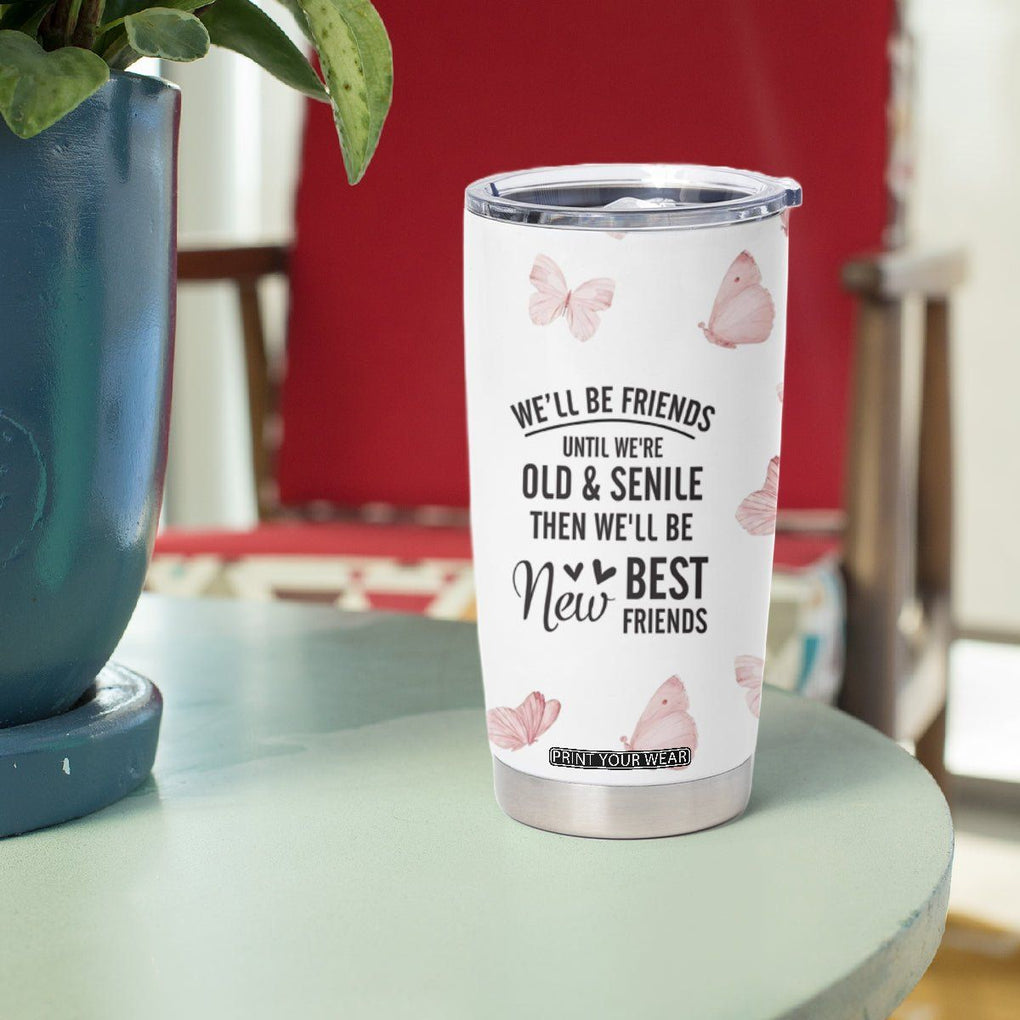 WE'LL BE FRIENDS
UNTIL WE'RE
OLD & SENILE
THEN WE'LL BE
New BEST
FRIENDS
PRINT YOUR WEAR